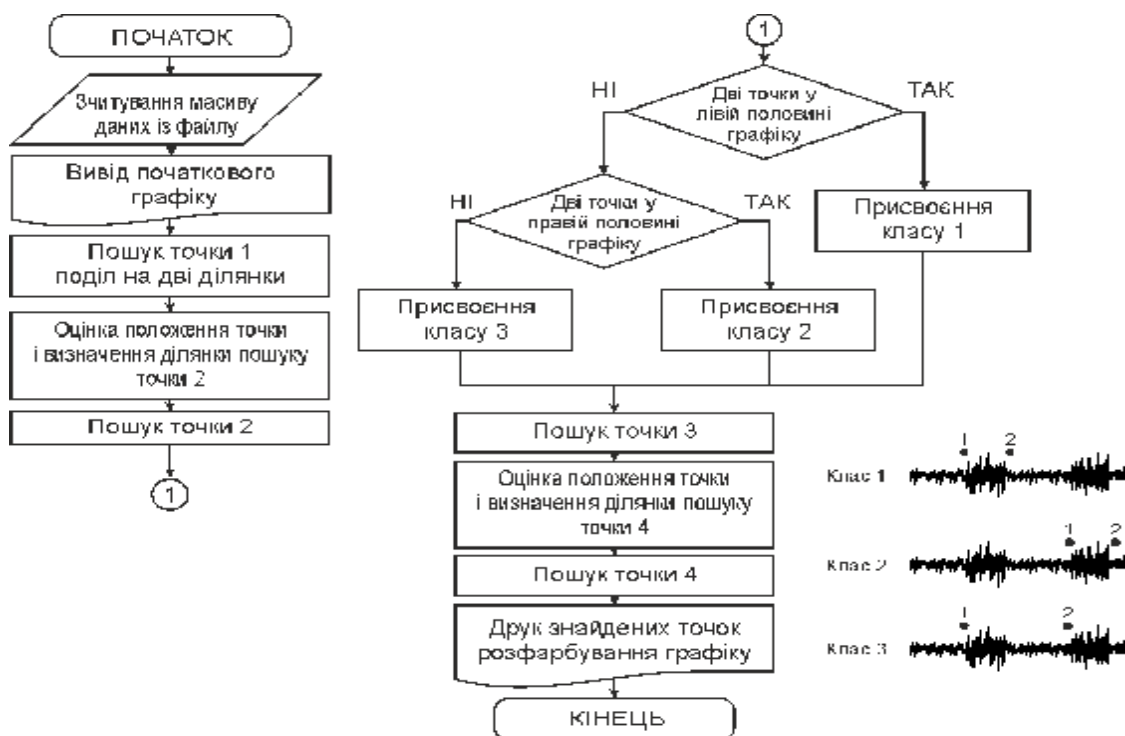 ПОЧАТОК
Зчитування масиву
даних із файлу
Вивід початкового
графіку
Пошук точки 1
поділ на дві ділянки
Оцінка положення точки
і визначення ділянки пошуку
точки 2
Пошук точки 2
1
1
НІ
ТАК
Дві точки у
лівій половині
графіку
НІ
ТАК
Дві точки у
правій половині
графіку
Присвоєння
класу 1
Присвоєння
класу 3
Присвоєння
класу 2
Пошук точки 3
Оцінка положення точки
і визначення ділянки пошуку
точки 4
Пошук точки 4
Друк знайдених точок
розфарбування графіку
КІНЕЦЬ
1 2
Клас 1
1 2
Клас 2
1 2
Клас 3